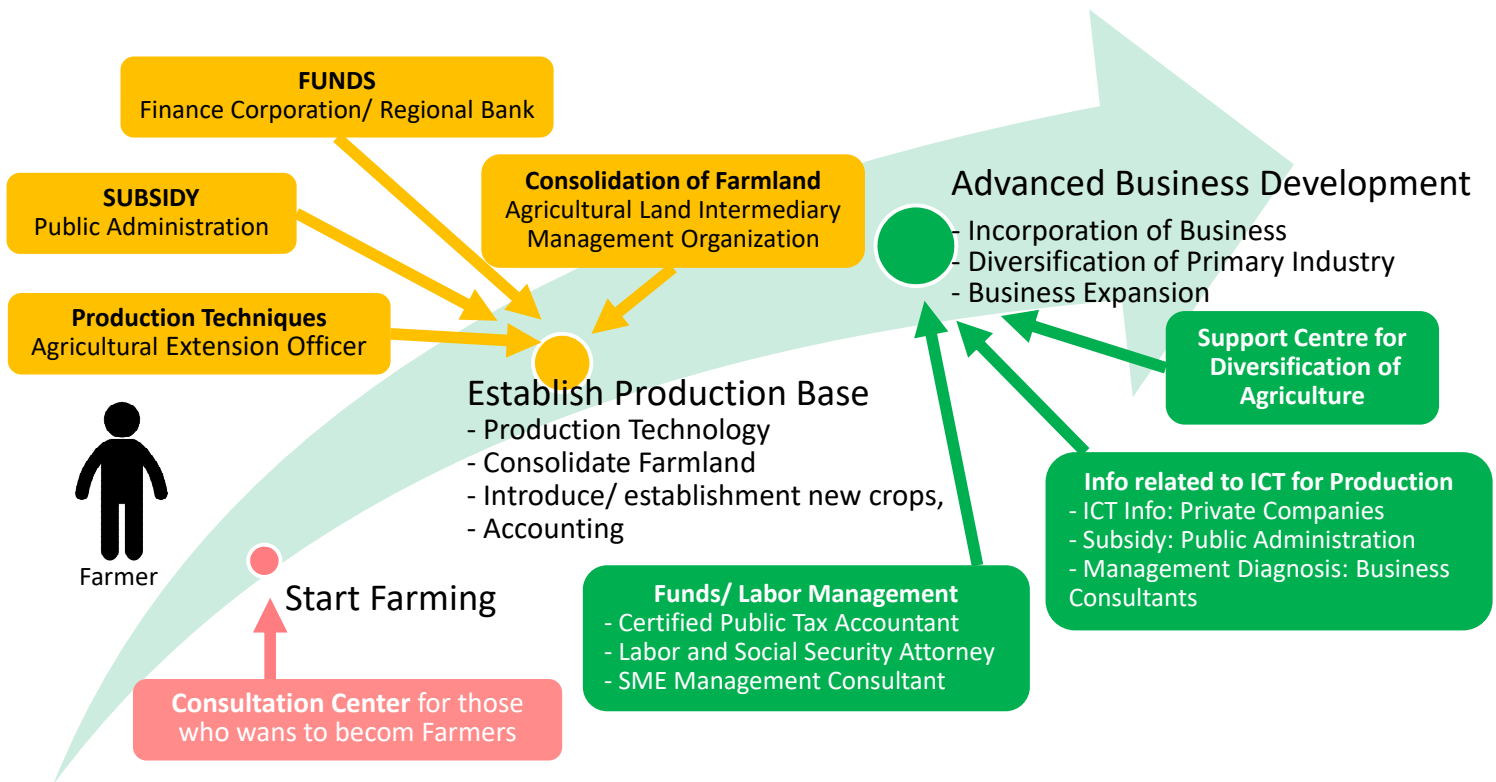 FUNDS
Finance Corporation/ Regional Bank
SUBSIDY
Public Administration
Consolidation of Farmland
Agricultural Land Intermediary
Management Organization
Production Techniques
Agricultural Extension Officer
Advanced Business Development
- Incorporation of Business
- Diversification of Primary Industry
- Business Expansion
Support Centre for
Diversification of
Agriculture
Establish Production Base
- Production Technology
- Consolidate Farmland
- Introduce/ establishment new crops,
- Accounting
Info related to ICT for Production
- ICT Info: Private Companies
- Subsidy: Public Administration
- Management Diagnosis: Business
Consultants
Farmer
Start Farming
Funds/ Labor Management
- Certified Public Tax Accountant
- Labor and Social Security Attorney
- SME Management Consultant
Consultation Center for those
who wants to becom Farmers